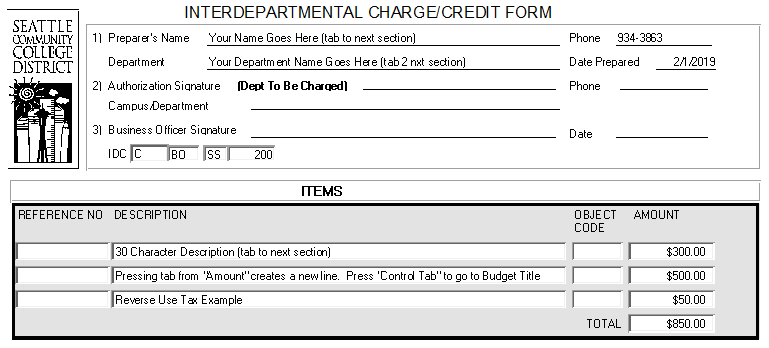 INTERDEPARTMENTAL CHARGE/CREDIT FORM
SEATTLE
COMMUNITY
COLLEGE
DISTRICT
1) Preparer's Name Your Name Goes Here (tab to next section) Phone 934-3863
Department Your Department Name Goes Here (tab 2 nxt section) Date Prepared 2/1/2019
2) Authorization Signature (Dept To Be Charged) Phone
Campus/Department
3) Business Officer Signature Date
IDC C BO SS 200
ITEMS
REFERENCE NO DESCRIPTION OBJECT CODE AMOUNT
30 Character Description (tab to next section) $300.00
Pressing tab from "Amount" creates a new line. Press "Control Tab" to go to Budget Title $500.00
Reverse Use Tax Example $50.00
TOTAL $850.00